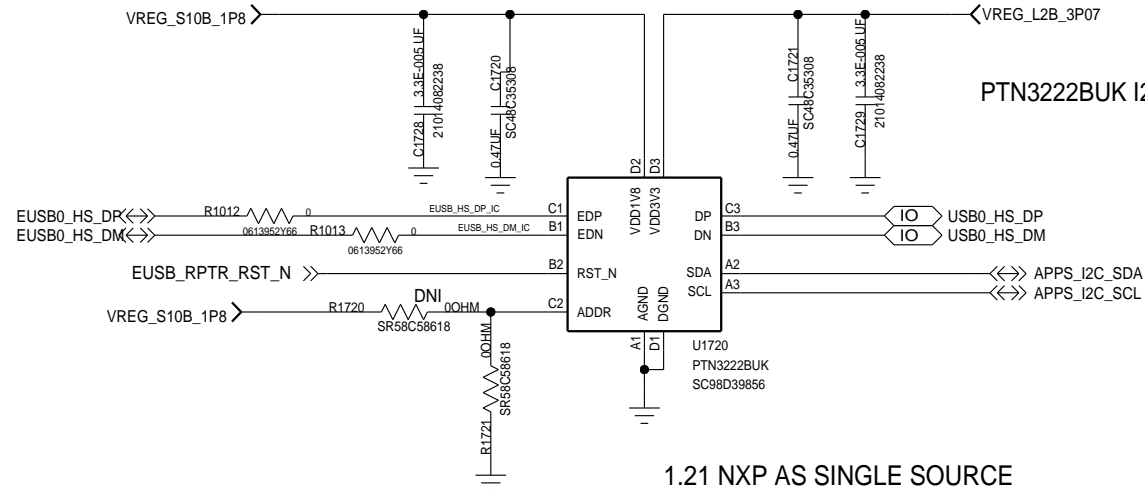 VREG_S10B_1P8
VREG_L2B_3P07
C1728 3.3E-005 UF
21014082238
0.47UF C1720
SC48C35308
0.47UF C1721
SC48C35308
C1729 3.3E-005 UF
21014082238
PTN3222BUK I2
D2 D3
VDD1V8 VDD3V3
EUSB0_HS_DP R1012 0 EUSB_HS_DP_IC C1 EDP DP C3 IO USB0_HS_DP
0613952Y66
EUSB0_HS_DM R1013 0 EUSB_HS_DM_IC B1 EDN DN B3 IO USB0_HS_DM
0613952Y66
EUSB_RPTR_RST_N B2 RST_N SDA A2 APPS_I2C_SDA
SCL A3 APPS_I2C_SCL
VREG_S10B_1P8 R1720 DNI 0OHM C2 ADDR
SR58C58618
AGND DGND
A1 D1
U1720
PTN3222BUK
SC98D39856
R1721 0OHM
SR58C58618
1.21 NXP AS SINGLE SOURCE